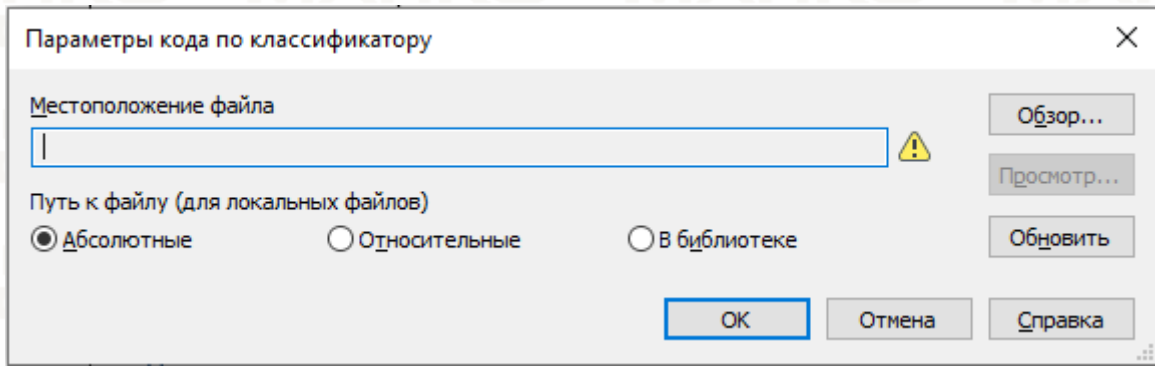 Параметры кода по классификатору
Местоположение файла
Обзор...
Просмотр...
Путь к файлу (для локальных файлов)
Абсолютные Относительные В библиотеке Обновить
OK Отмена Справка